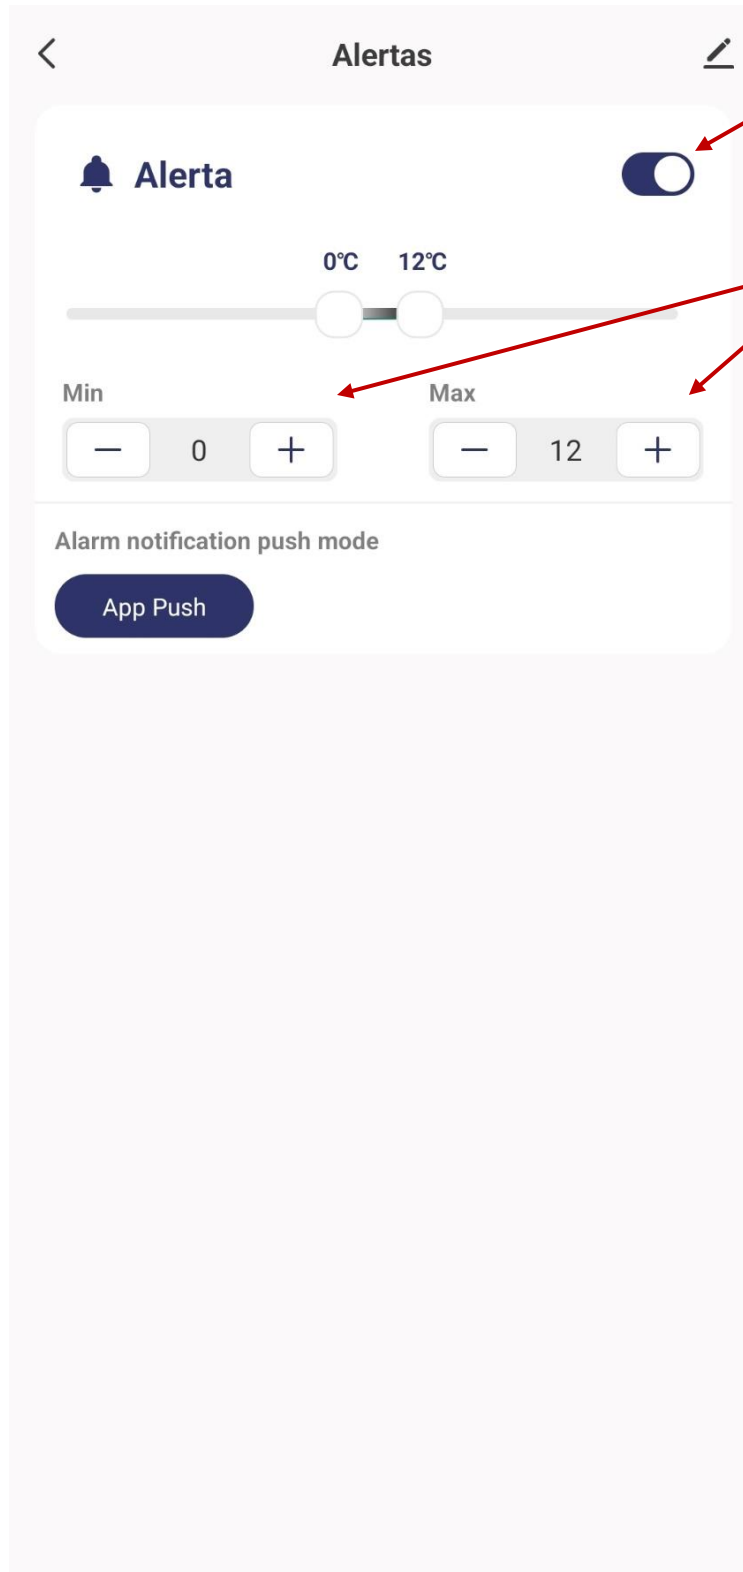 Alertas
Alerta
0°C 12°C
Min Max
— 0 + — 12 +
Alarm notification push mode
App Push